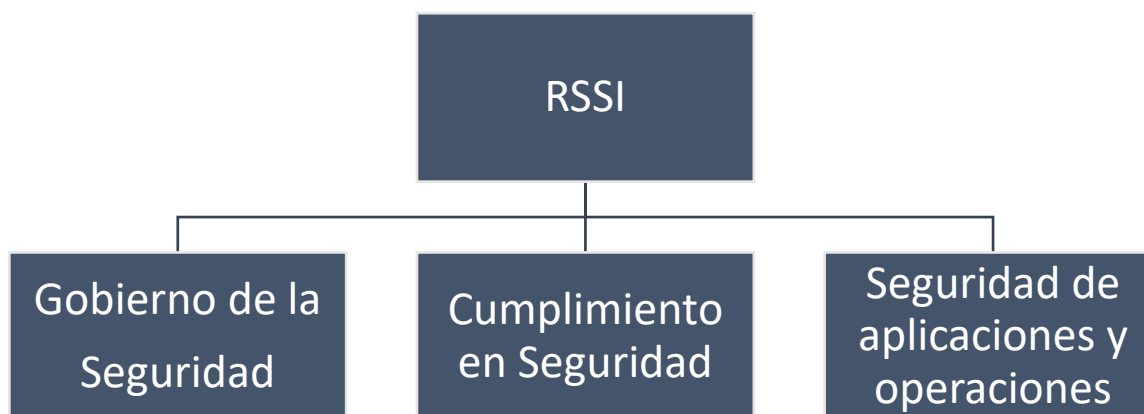 RSSI
Gobierno de la
Seguridad
Cumplimiento
en Seguridad
Seguridad de
aplicaciones y
operaciones